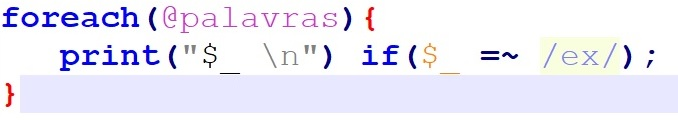 foreach(@palavras){
print("$_ \n") if($_ =~ /ex/);
}